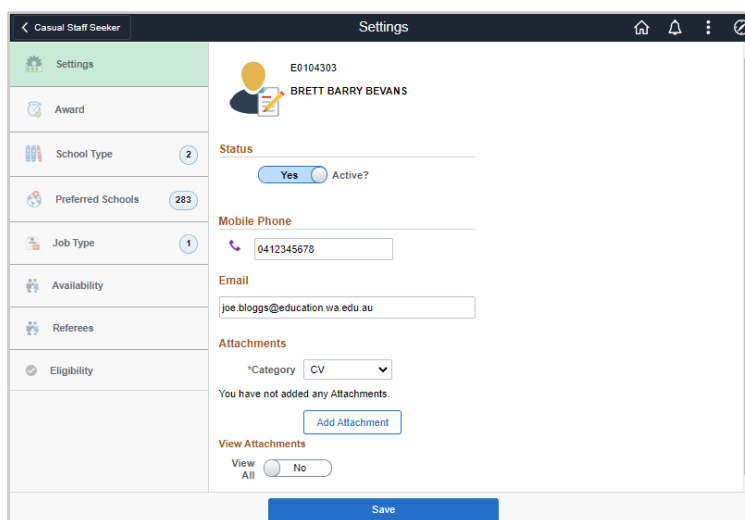 Casual Staff Seeker
Settings
Settings
Award
School Type 2
Preferred Schools 283
Job Type 1
Availability
Referees
Eligibility
E0104303
BRETT BARRY BEVANS
Status
Yes Active?
Mobile Phone
0412345678
Email
joe.bloggs@education.wa.edu.au
Attachments
*Category CV
You have not added any Attachments.
Add Attachment
View Attachments
View
All No
Save